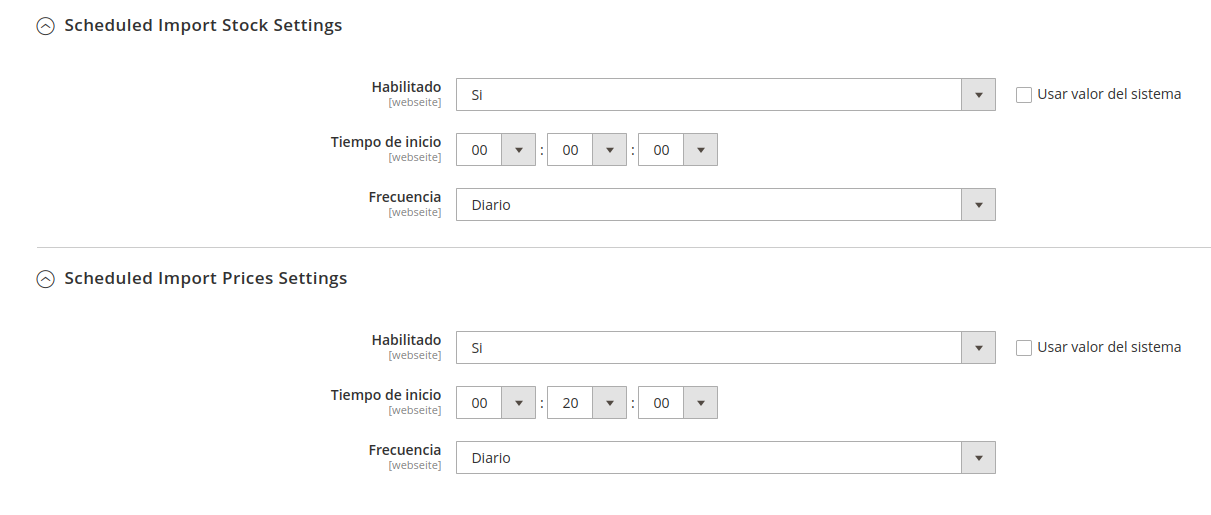 Scheduled Import Stock Settings
Habilitado
[webseite]
Si
Usar valor del sistema
Tiempo de inicio
[webseite]
00 : 00 : 00
Frecuencia
[webseite]
Diario
Scheduled Import Prices Settings
Habilitado
[webseite]
Si
Usar valor del sistema
Tiempo de inicio
[webseite]
00 : 20 : 00
Frecuencia
[webseite]
Diario